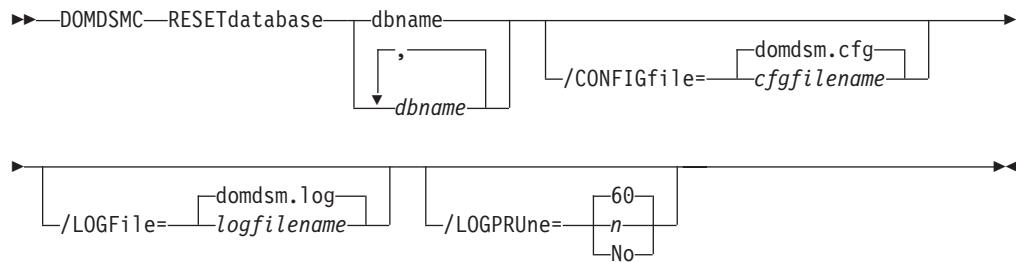 DOMDSMC RESETdatabase dbname
,
dbname
/CONFIGfile= domdsm.cfg
cfgfilename
/LOGFile= domdsm.log
logfilename
/LOGPRUne= 60
n
No